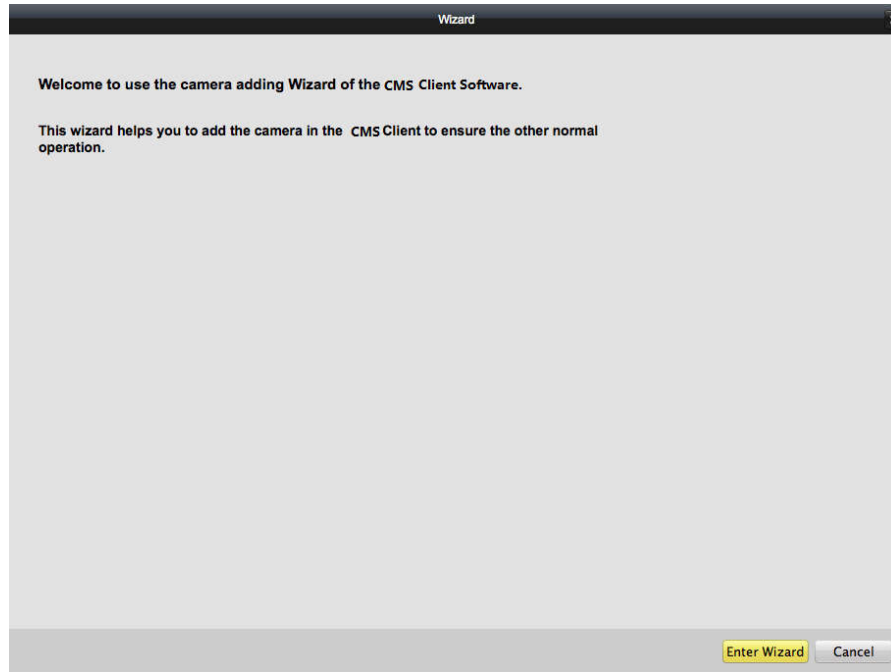 Wizard
Welcome to use the camera adding Wizard of the CMS Client Software.
This wizard helps you to add the camera in the CMS Client to ensure the other normal
operation.
Enter Wizard Cancel